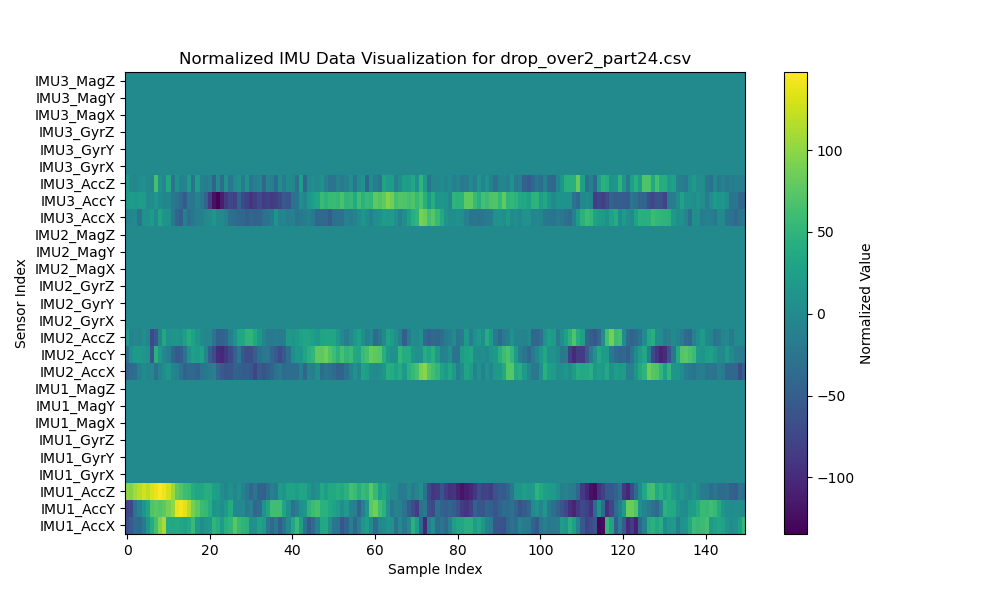 Normalized IMU Data Visualization for drop_over2_part24.csv
IMU3_MagZ
IMU3_MagY
IMU3_MagX
IMU3_GyrZ
IMU3_GyrY
IMU3_GyrX
IMU3_AccZ
IMU3_AccY
IMU3_AccX
IMU2_MagZ
IMU2_MagY
IMU2_MagX
IMU2_GyrZ
IMU2_GyrY
IMU2_GyrX
IMU2_AccZ
IMU2_AccY
IMU2_AccX
IMU1_MagZ
IMU1_MagY
IMU1_MagX
IMU1_GyrZ
IMU1_GyrY
IMU1_GyrX
IMU1_AccZ
IMU1_AccY
IMU1_AccX
Sensor Index
0 20 40 60 80 100 120 140
Sample Index
100
50
0
−50
−100
Normalized Value